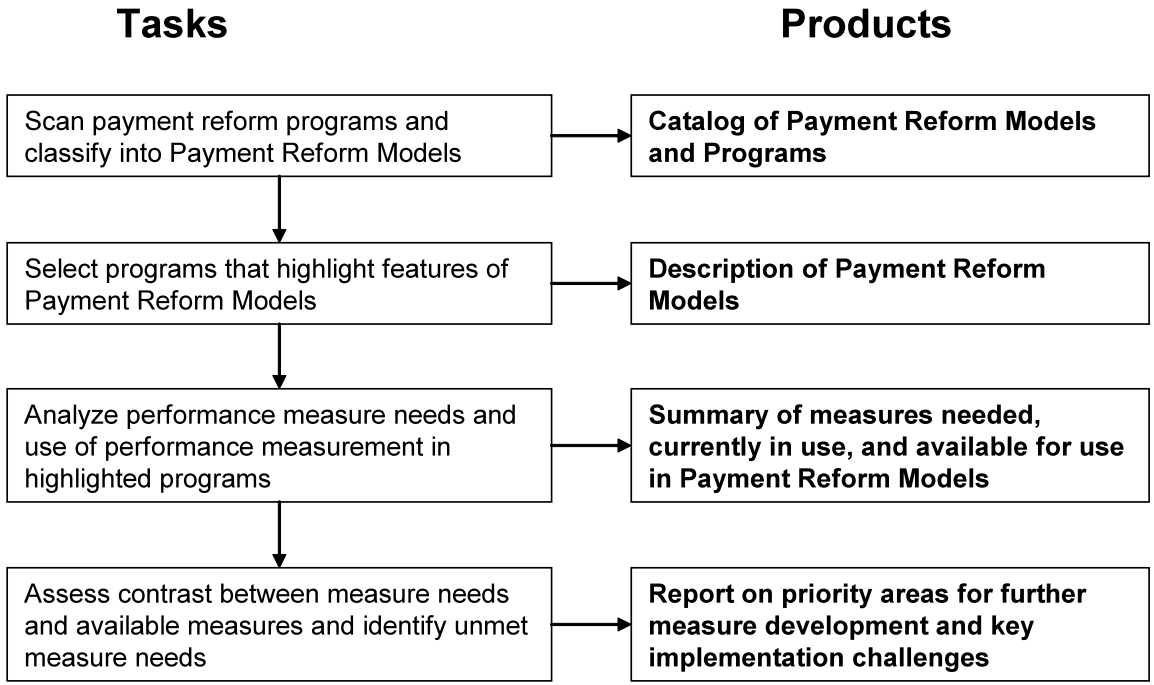 Tasks
Products
Scan payment reform programs and
classify into Payment Reform Models
Catalog of Payment Reform Models
and Programs
Select programs that highlight features of
Payment Reform Models
Description of Payment Reform
Models
Analyze performance measure needs and
use of performance measurement in
highlighted programs
Summary of measures needed,
currently in use, and available for use
in Payment Reform Models
Assess contrast between measure needs
and available measures and identify unmet
measure needs
Report on priority areas for further
measure development and key
implementation challenges